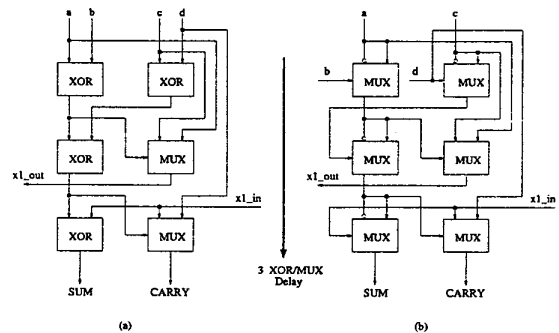 a b c d
XOR XOR
XOR MUX
x1_out
x1_in
XOR MUX
SUM CARRY
(a)
3 XOR/MUX
Delay
a c
b MUX d MUX
MUX MUX
x1_out
x1_in
MUX MUX
SUM CARRY
(b)